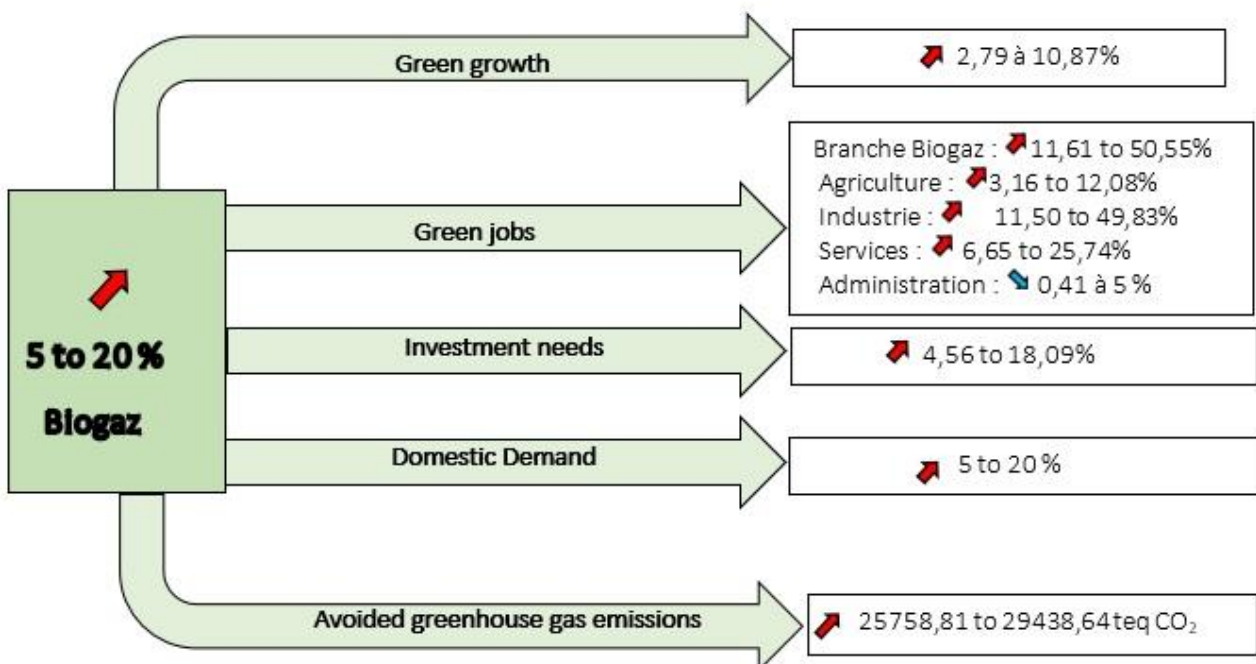 Green growth
2,79 à 10,87%
Branche Biogaz : 11,61 to 50,55%
Agriculture : 3,16 to 12,08%
Industrie : 11,50 to 49,83%
Services : 6,65 to 25,74%
Administration : 0,41 à 5 %
Green jobs
5 to 20 %
Biogaz
Investment needs
4,56 to 18,09%
Domestic Demand
5 to 20 %
Avoided greenhouse gas emissions
25758,81 to 29438,64 teq CO₂